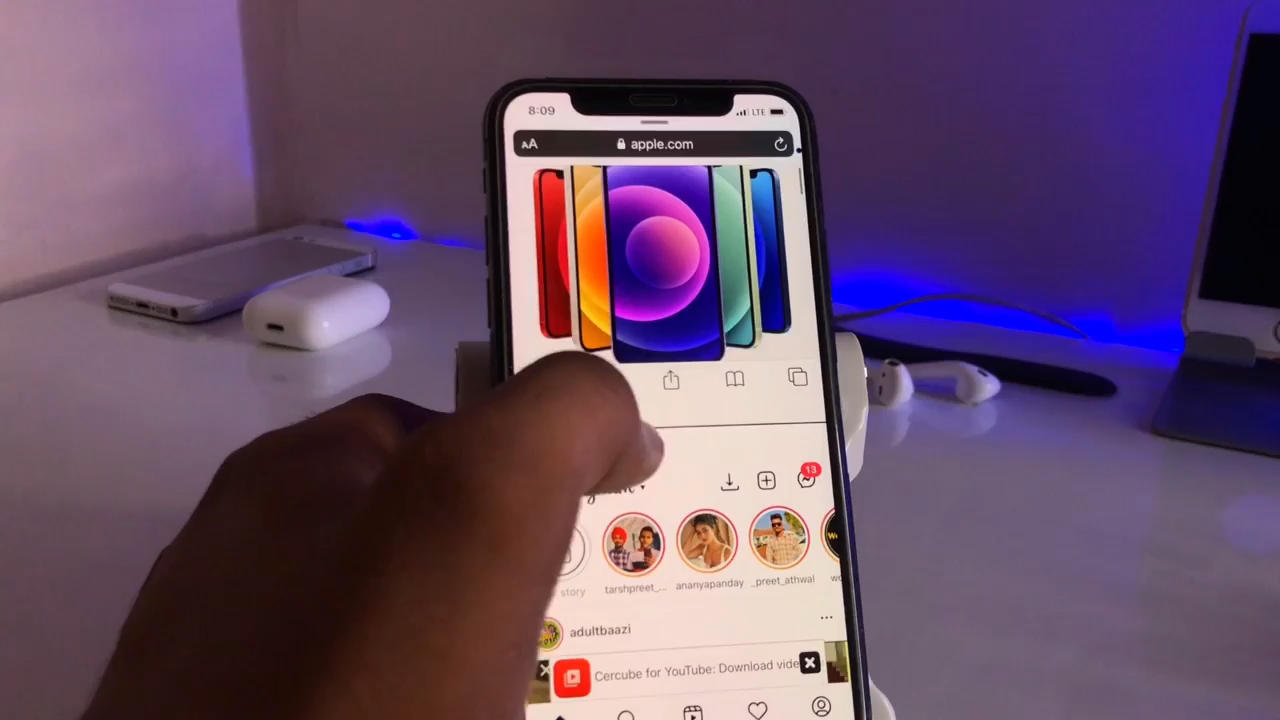 8:09
LTE
AA
apple.com
13
story
tarshpreet_...
ananyapanday
_preet_athwal
adultbaazi
Cercube for YouTube: Download vide